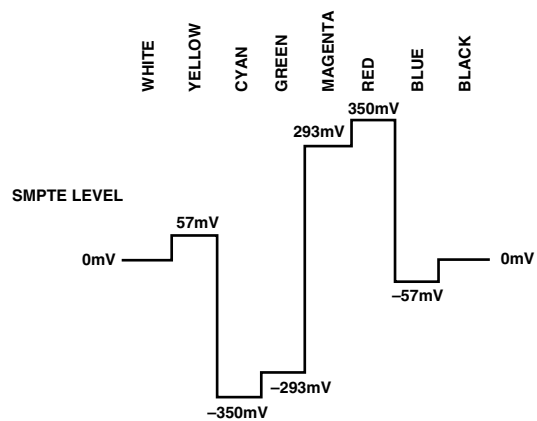 WHITE
YELLOW
CYAN
GREEN
MAGENTA
RED
BLUE
BLACK
350mV
293mV
SMPTE LEVEL
57mV
0mV
0mV
–57mV
–293mV
–350mV